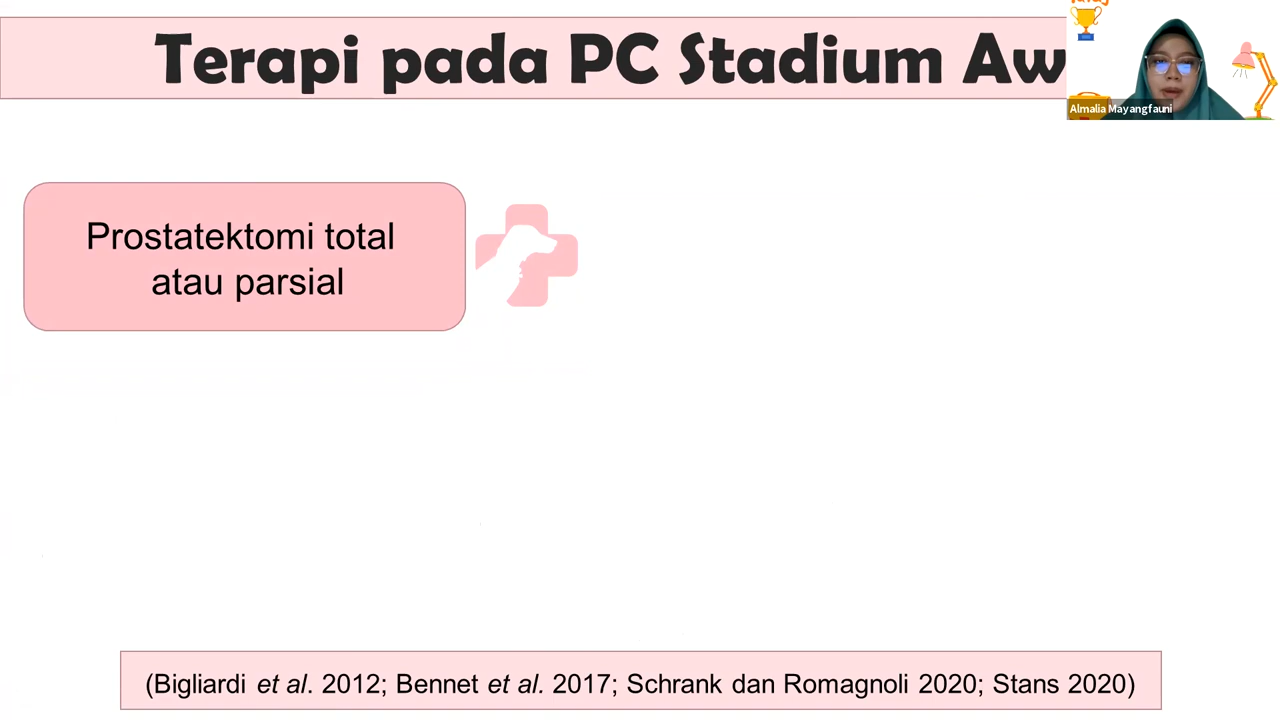 Terapi pada PC Stadium Aw
Almalia Mayangfauni
Prostatektomi total
atau parsial
(Bigliardi et al. 2012; Bennet et al. 2017; Schrank dan Romagnoli 2020; Stans 2020)